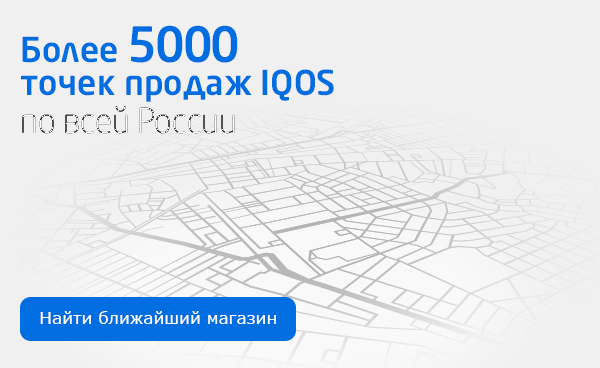 Более 5000
точек продаж IQOS
по всей России
Найти ближайший магазин